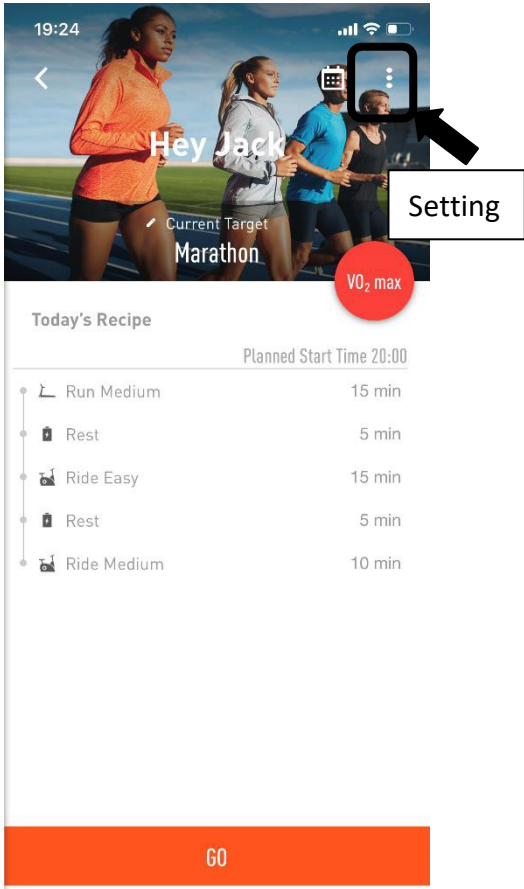 19:24
Hey Jack
Setting
Current Target
Marathon
VO₂ max
Today's Recipe
Planned Start Time 20:00
Run Medium 15 min
Rest 5 min
Ride Easy 15 min
Rest 5 min
Ride Medium 10 min
GO